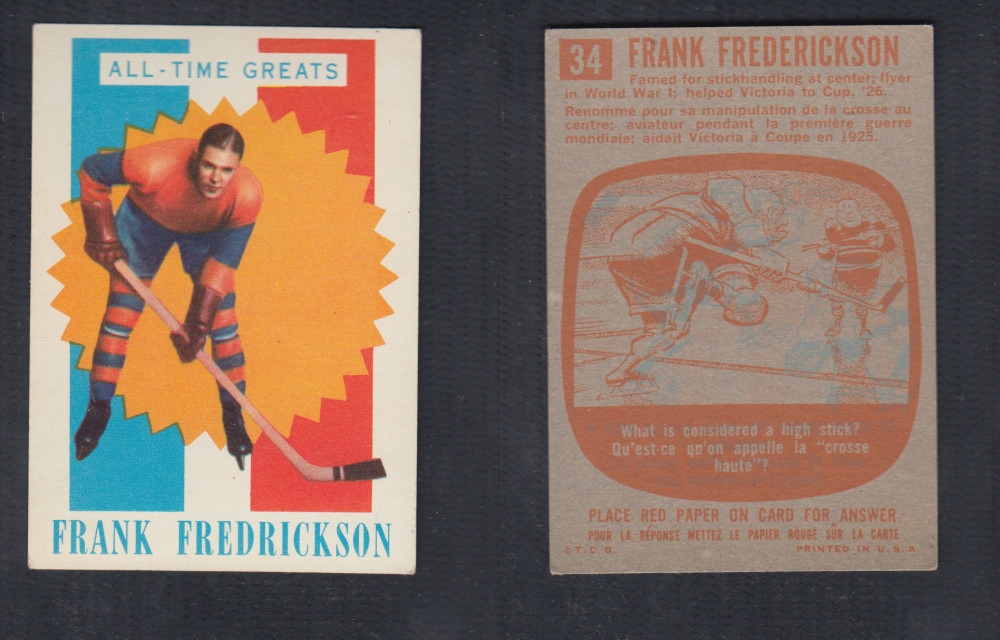 ALL-TIME GREATS
FRANK FREDRICKSON
34 FRANK FREDERICKSON
Famed for stickhandling at center; flyer
in World War I; helped Victoria to Cup, '26.
Renomme pour sa manipulation de la crosse au
centre; aviateur pendant la première guerre
mondiale; aidait Victoria à Coupe en 1925.
What is considered a high stick?
Qu'est-ce qu'on appelle la "crosse
haute"?
PLACE RED PAPER ON CARD FOR ANSWER
POUR LA RÉPONSE METTEZ LE PAPIER ROUGE SUR LA CARTE
©T.C.G. PRINTED IN U.S.A.